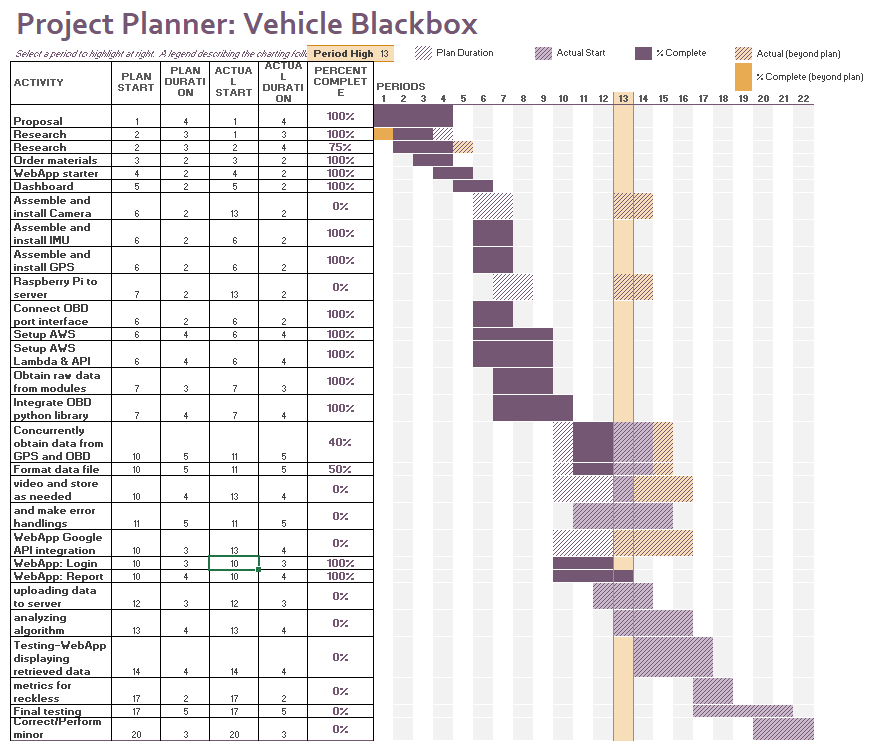 Project Planner: Vehicle Blackbox
Select a period to highlight at right. A legend describing the charting foll
Period High 13
Plan Duration
Actual Start
% Complete
Actual (beyond plan)
% Complete (beyond plan)
ACTIVITY PLAN START PLAN DURATI ON ACTUA L START ACTUA L DURATI ON PERCENT COMPLET E PERIODS
1 2 3 4 5 6 7 8 9 10 11 12 13 14 15 16 17 18 19 20 21 22
Proposal 1 4 1 4 100%
Research 2 3 1 3 100%
Research 2 3 2 4 75%
Order materials 3 2 3 2 100%
WebApp starter 4 2 4 2 100%
Dashboard 5 2 5 2 100%
Assemble and
install Camera 6 2 13 2 0%
Assemble and
install IMU 6 2 6 2 100%
Assemble and
install GPS 6 2 6 2 100%
Raspberry Pi to
server 7 2 13 2 0%
Connect OBD
port interface 6 2 6 2 100%
Setup AWS 6 4 6 4 100%
Setup AWS
Lambda & API 6 4 6 4 100%
Obtain raw data
from modules 7 3 7 3 100%
Integrate OBD
python library 7 4 7 4 100%
Concurrently
obtain data from
GPS and OBD 10 5 11 5 40%
Format data file 10 5 11 5 50%
video and store
as needed 10 4 13 4 0%
and make error
handlings 11 5 11 5 0%
WebApp Google
API integration 10 3 13 4 0%
WebApp: Login 10 3 10 3 100%
WebApp: Report 10 4 10 4 100%
uploading data
to server 12 3 12 3 0%
analyzing
algorithm 13 4 13 4 0%
Testing-WebApp
displaying
retrieved data 14 4 14 4 0%
metrics for
reckless 17 2 17 2 0%
Final testing 17 5 17 5 0%
Correct/Perform
minor 20 3 20 3 0%